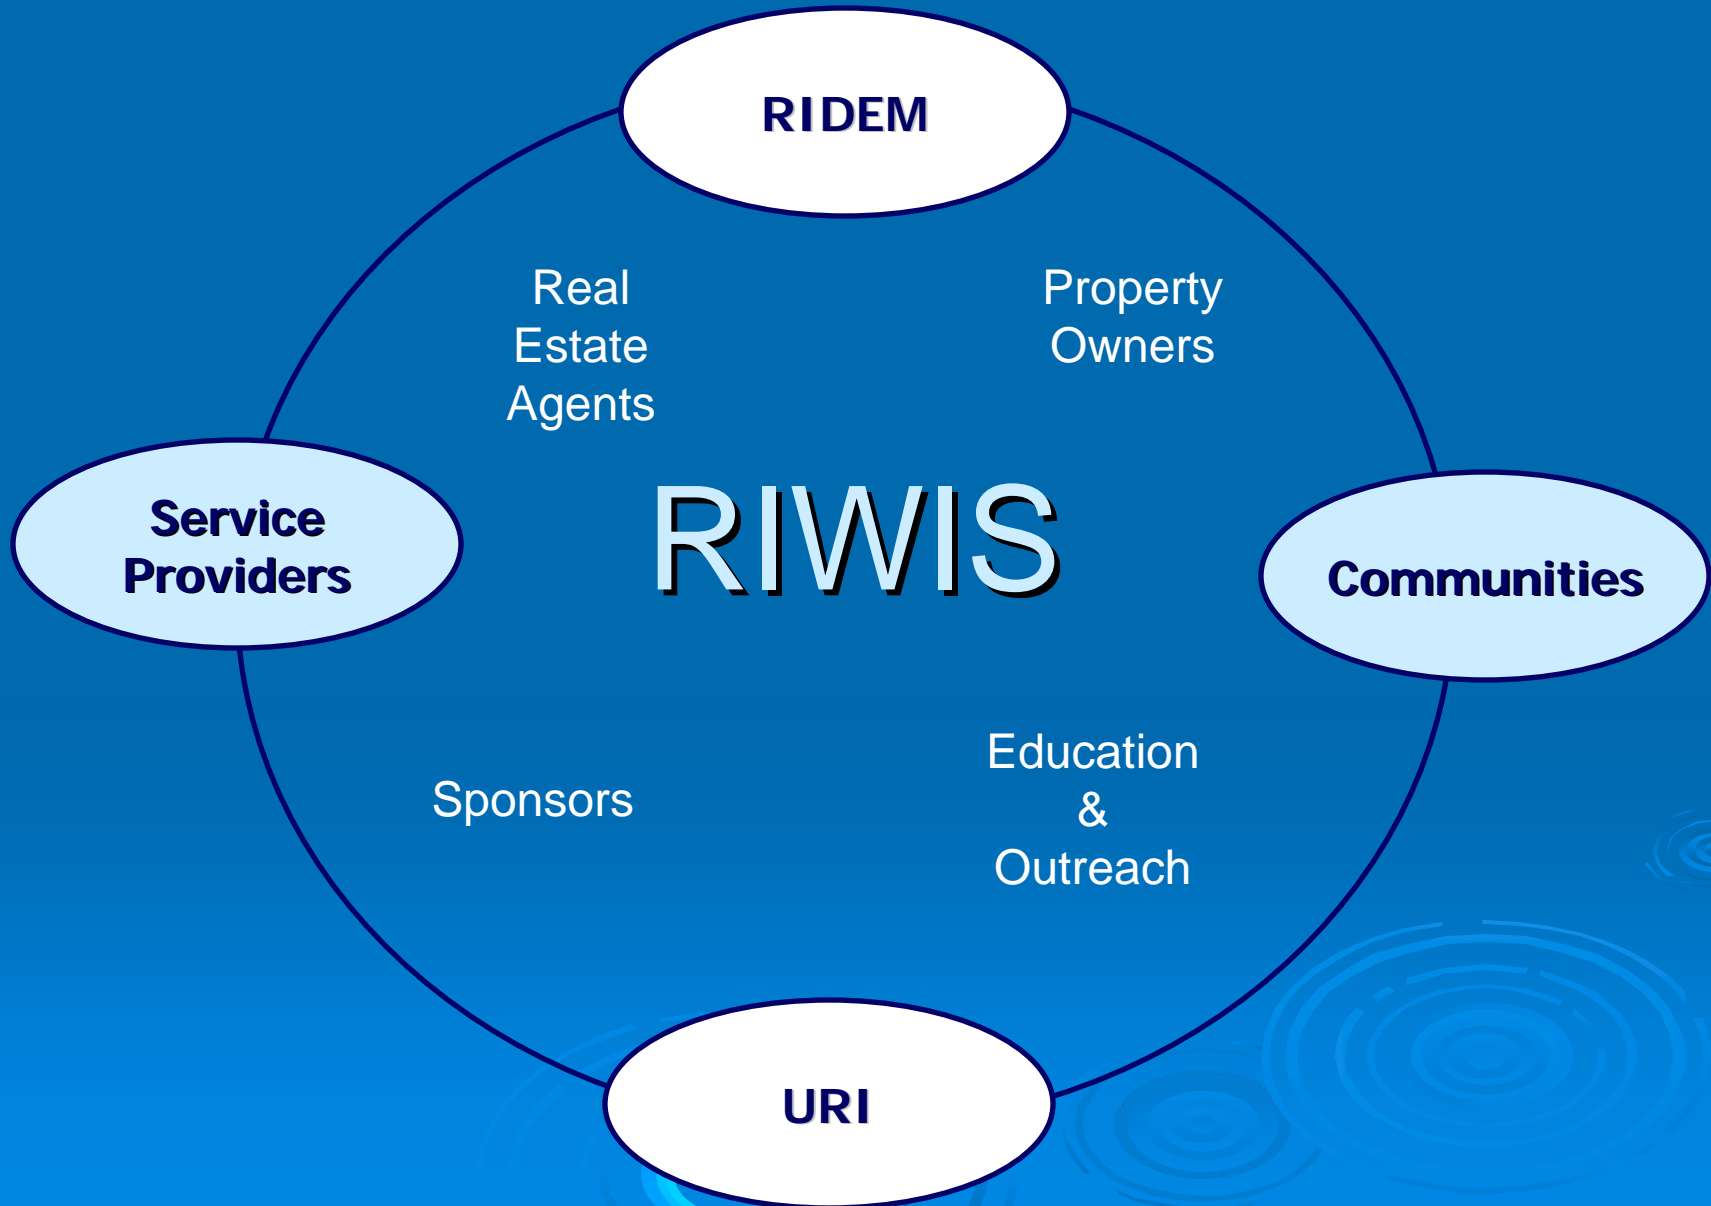 RIDEM
Real
Estate
Agents
Property
Owners
Service
Providers
RIWIS
Communities
Sponsors
Education
&
Outreach
URI